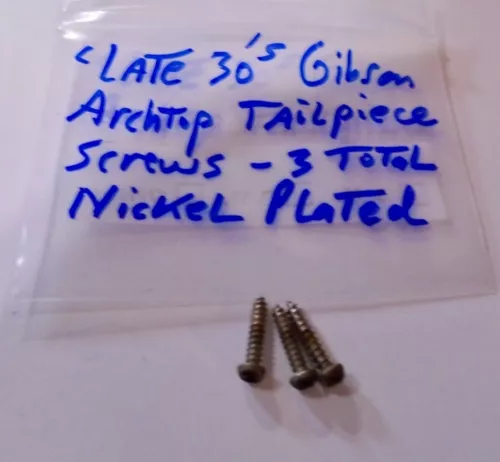 LATE 30's Gibson
Archtop TAilpiece
Screws - 3 ToTAL
NickeL PLaTed